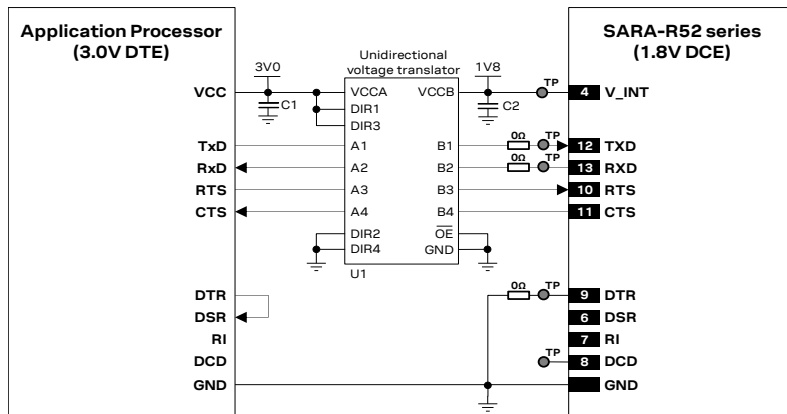 Application Processor
(3.0V DTE)
Unidirectional
voltage translator
SARA-R52 series
(1.8V DCE)
3V0
1V8
VCC
C1
VCCA
VCCB
C2
TP
4 V_INT
DIR1
DIR3
TxD
A1
B1
0Ω
TP
12 TXD
RxD
A2
B2
0Ω
TP
13 RXD
RTS
A3
B3
10 RTS
CTS
A4
B4
11 CTS
DIR2
OE
DIR4
GND
U1
DTR
0Ω
TP
9 DTR
DSR
6 DSR
RI
7 RI
DCD
TP
8 DCD
GND
GND